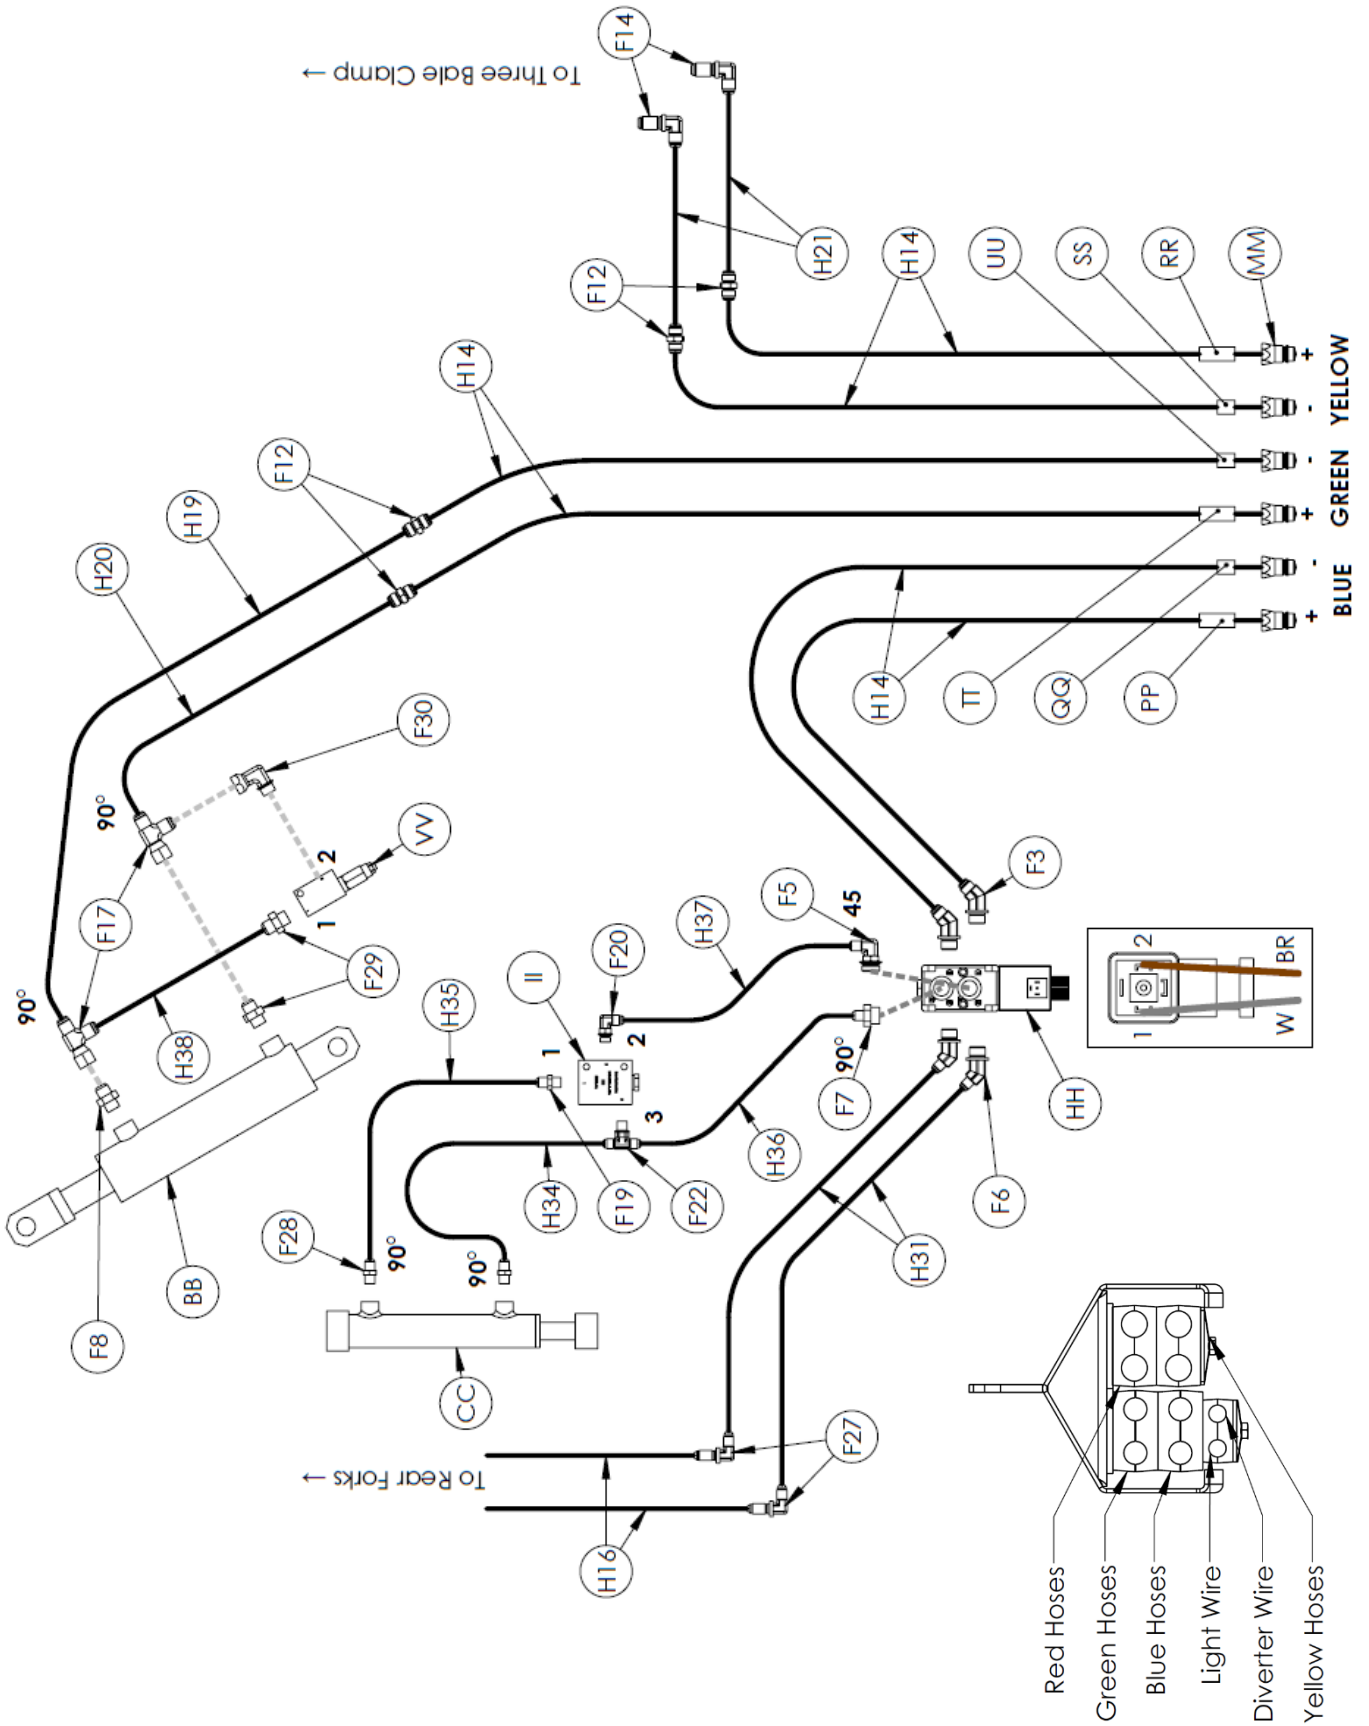 F14
To Three Bale Clamp →
F12
H21
H14
UU
SS
RR
MM
+
-
YELLOW
-
+
GREEN
-
+
BLUE
H14
F12
H19
H20
90°
F30
2
1
VV
F17
F29
90°
H38
F8
BB
H14
TT
QQ
PP
F3
F5
45
H37
F20
II
H35
1
2
3
90°
F7
H36
F22
F19
H34
F28
90°
90°
CC
HH
F6
H31
F27
To Rear Forks →
H16
1
2
W
BR
Red Hoses
Green Hoses
Blue Hoses
Light Wire
Diverter Wire
Yellow Hoses